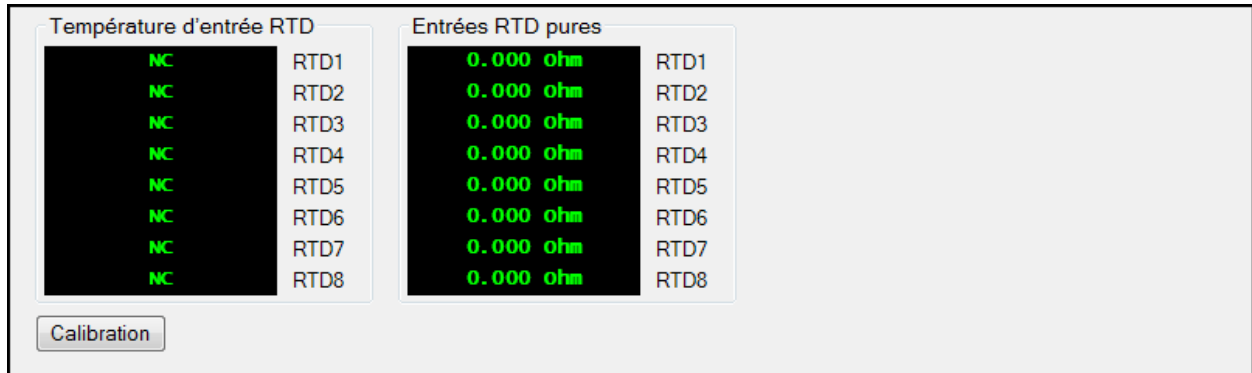 Température d'entrée RTD Entrées RTD pures
NC RTD1 0.000 Ohm RTD1
NC RTD2 0.000 Ohm RTD2
NC RTD3 0.000 Ohm RTD3
NC RTD4 0.000 Ohm RTD4
NC RTD5 0.000 Ohm RTD5
NC RTD6 0.000 Ohm RTD6
NC RTD7 0.000 Ohm RTD7
NC RTD8 0.000 Ohm RTD8
Calibration